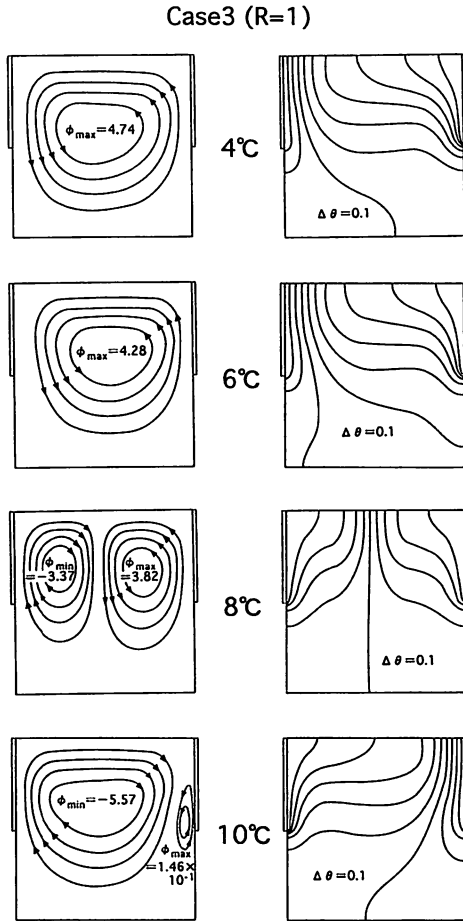 Case3 (R=1)
ϕmax=4.74
4℃
Δθ=0.1
ϕmax=4.28
6℃
Δθ=0.1
ϕmin
=-3.37
ϕmax
=3.82
8℃
Δθ=0.1
ϕmin=-5.57
ϕmax
=1.46×
10⁻¹
10℃
Δθ=0.1